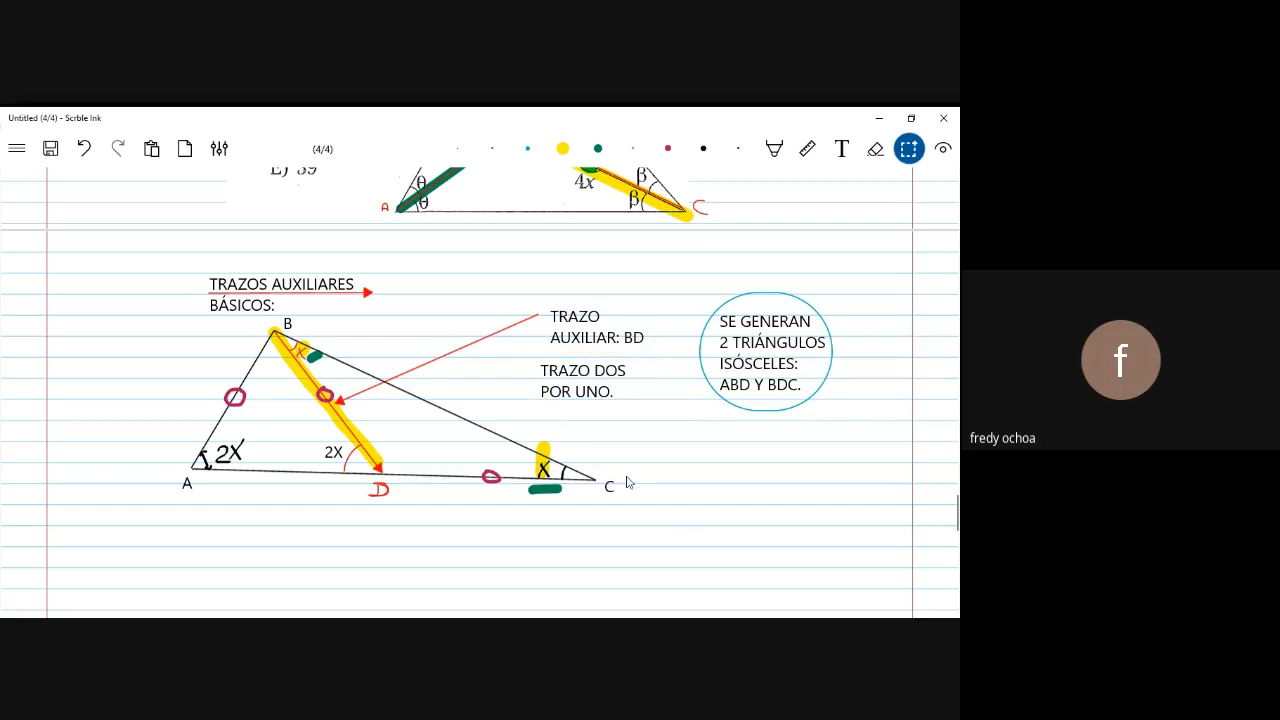 Untitled (4/4) - Scrble Ink
(4/4)
T
E) 39
4x
θ
θ
β
β
A
C
TRAZOS AUXILIARES
BÁSICOS:
B
x
TRAZO
AUXILIAR: BD
TRAZO DOS
POR UNO.
SE GENERAN
2 TRIÁNGULOS
ISÓSCELES:
ABD Y BDC.
2X
2X
X
A
D
C
f
fredy ochoa